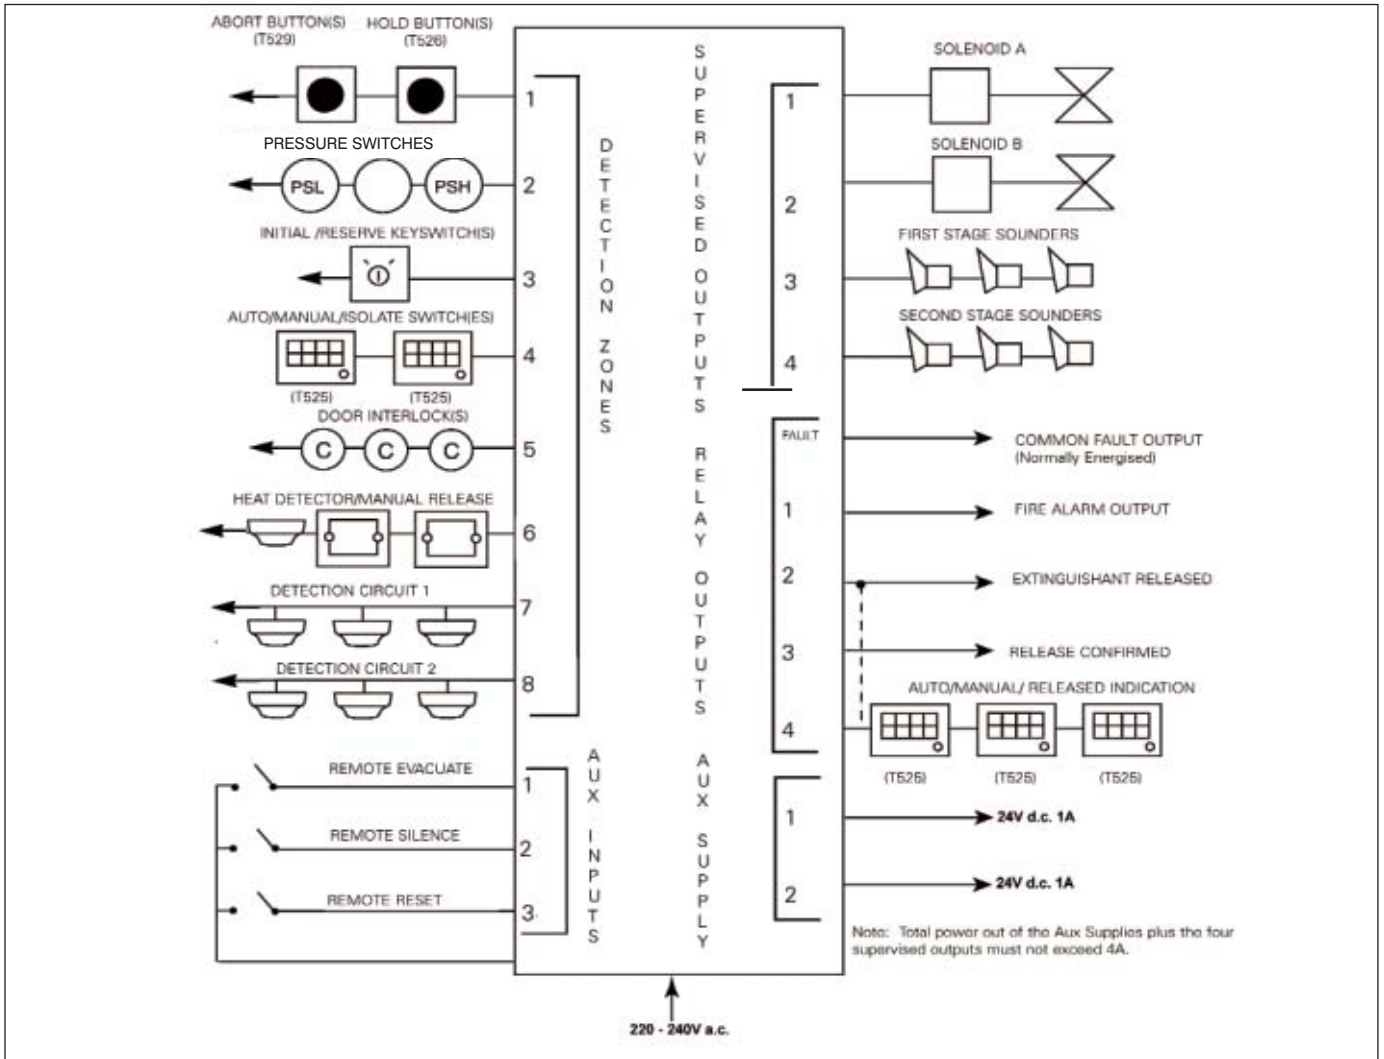 ABORT BUTTON(S)
(T529)
HOLD BUTTON(S)
(T526)
1
PRESSURE SWITCHES
PSL
PSH
2
INITIAL /RESERVE KEYSWITCH(S)
3
AUTO/MANUAL/ISOLATE SWITCH(ES)
4
(T525)
(T525)
DOOR INTERLOCK(S)
C
C
C
5
HEAT DETECTOR/MANUAL RELEASE
6
DETECTION CIRCUIT 1
7
DETECTION CIRCUIT 2
8
DETECTION ZONES
REMOTE EVACUATE
1
REMOTE SILENCE
2
REMOTE RESET
3
AUX INPUTS
SUPERVISED OUTPUTS
SOLENOID A
1
SOLENOID B
2
FIRST STAGE SOUNDERS
3
SECOND STAGE SOUNDERS
4
RELAY OUTPUTS
FAULT
COMMON FAULT OUTPUT
(Normally Energised)
1
FIRE ALARM OUTPUT
2
EXTINGUISHANT RELEASED
3
RELEASE CONFIRMED
AUTO/MANUAL/ RELEASED INDICATION
4
(T525)
(T525)
(T525)
AUX SUPPLY
1
24V d.c. 1A
2
24V d.c. 1A
Note: Total power out of the Aux Supplies plus the four
supervised outputs must not exceed 4A.
220 - 240V a.c.